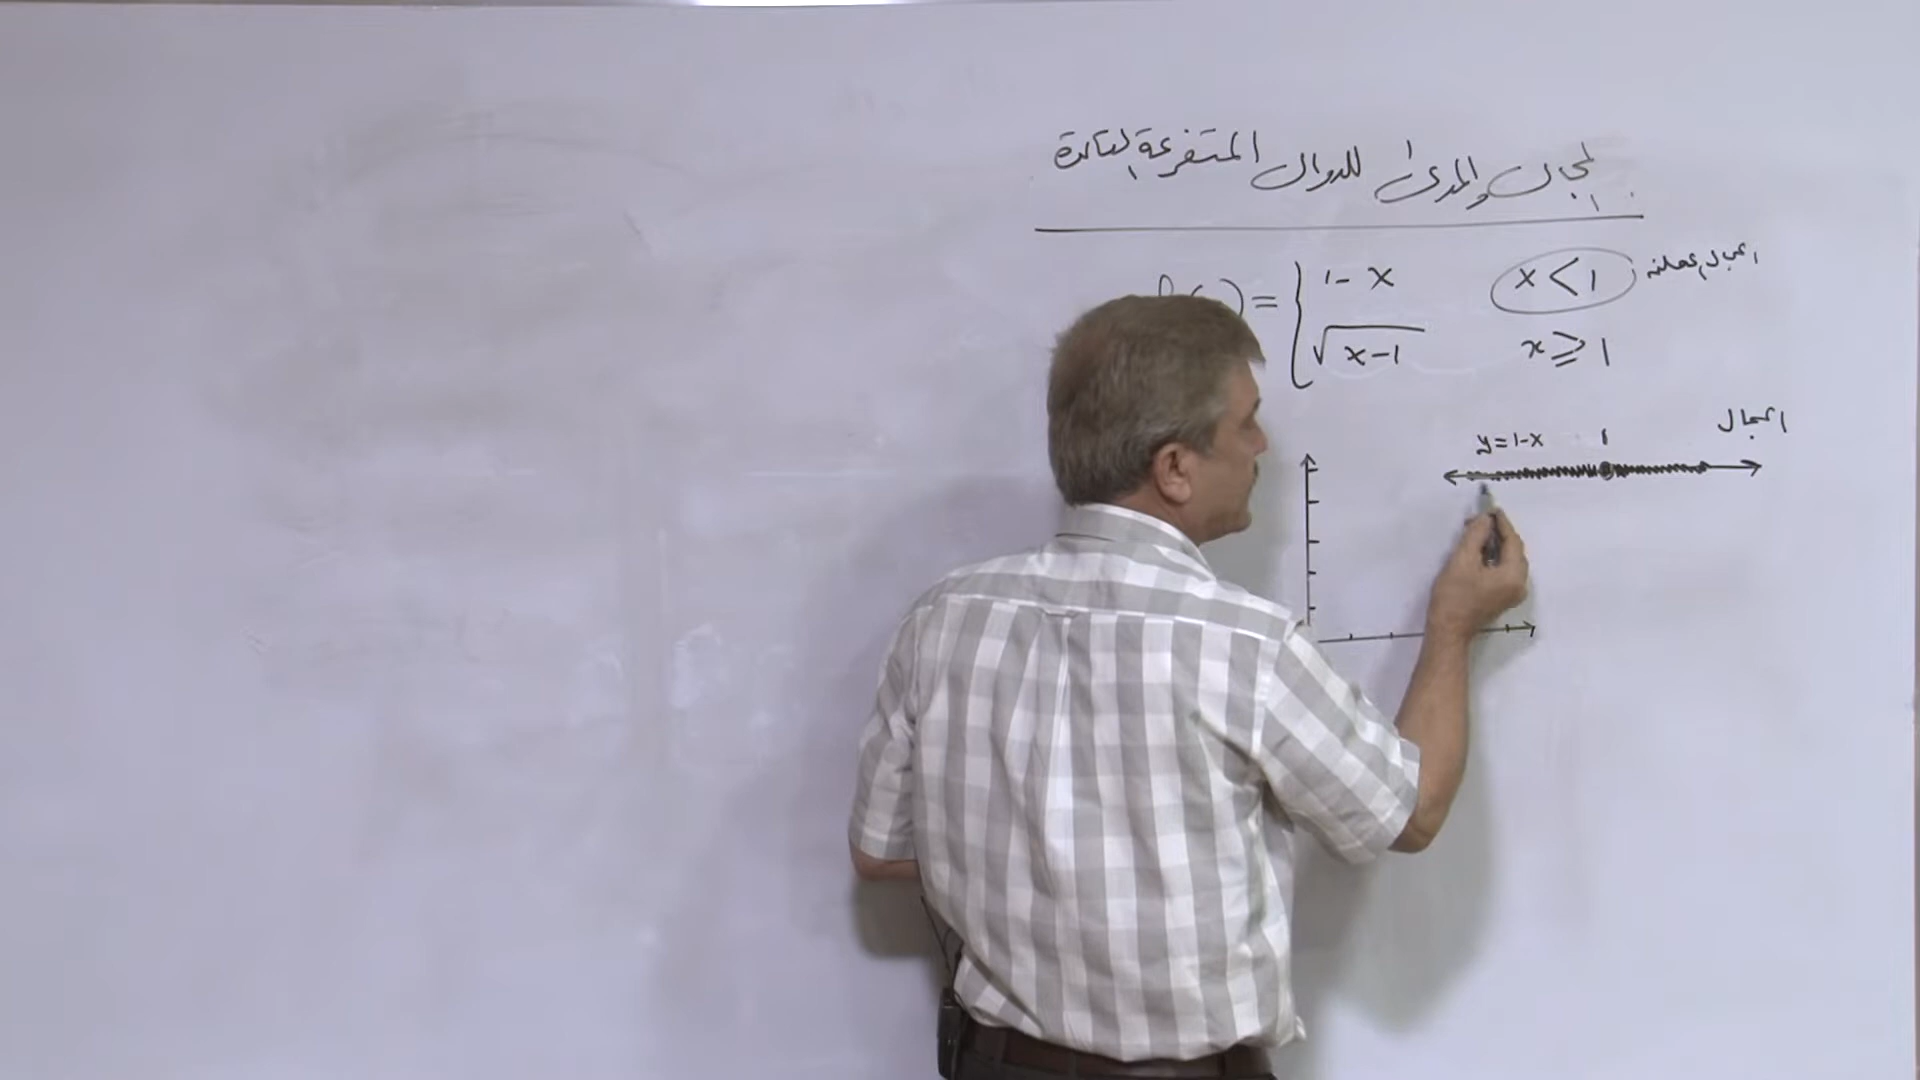 المجال والمدى للدوال المتفرعة
f( ) = { 1 - x    x < 1
√x-1    x ≥ 1
المجال
y = 1-x    1